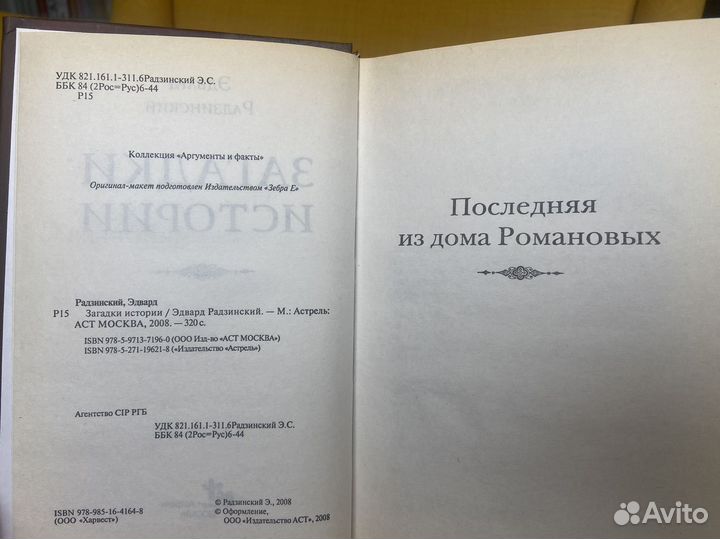 УДК 821.161.1-311.6Радзинский Э.С.
ББК 84 (2Рос=Рус)6-44
Р15
Коллекция «Аргументы и факты»
Оригинал-макет подготовлен Издательством «Зебра Е»
Радзинский, Эдвард
Р15 Загадки истории / Эдвард Радзинский. — М.: Астрель:
АСТ МОСКВА, 2008. — 320 с.
ISBN 978-5-9713-7196-0 (ООО Изд-во «АСТ МОСКВА»)
ISBN 978-5-271-19621-8 («Издательство «Астрель»)
Агентство CIP РГБ
УДК 821.161.1-311.6Радзинский Э.С.
ББК 84 (2Рос=Рус)6-44
ISBN 978-985-16-4164-8
(ООО «Харвест»)
© Радзинский Э., 2008
© Оформление,
ООО «Издательство АСТ», 2008
Последняя
из дома Романовых
Avito